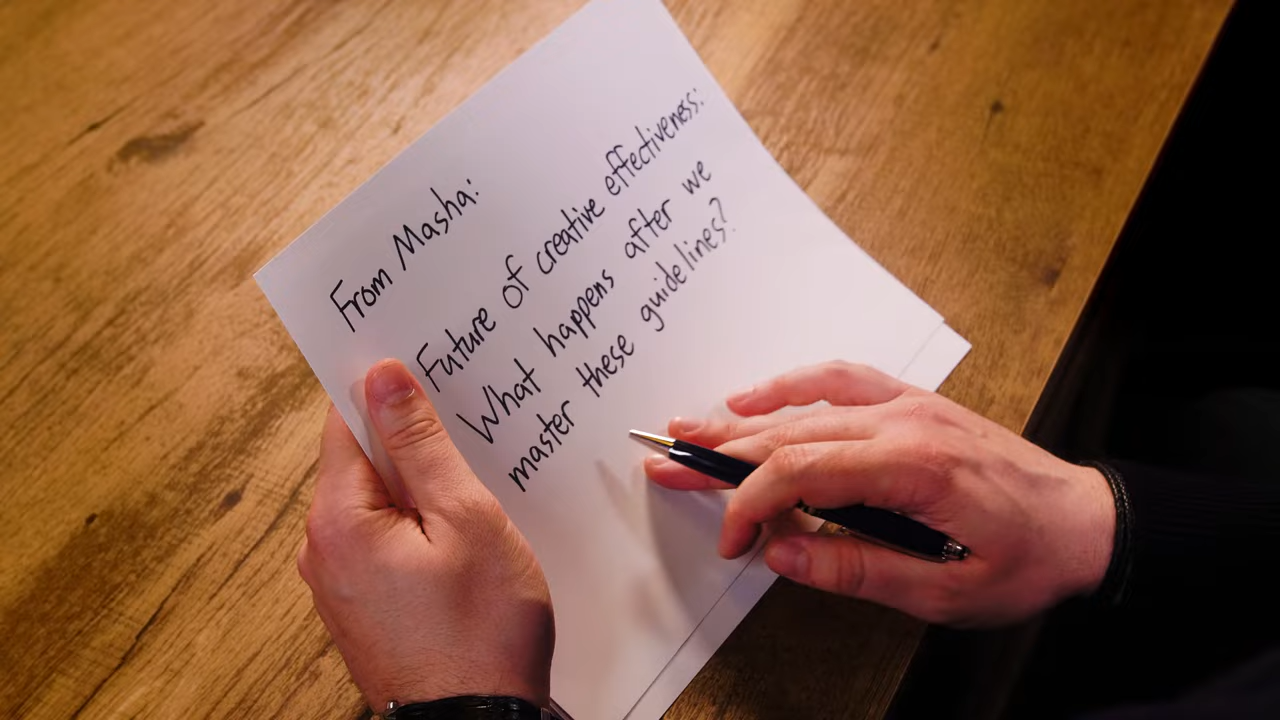 From Masha:
Future of creative effectiveness:
What happens after we
master these guidelines?